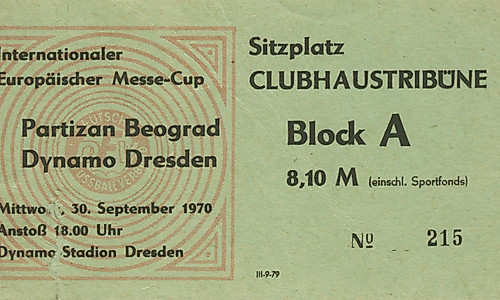 Internationaler
Europäischer Messe-Cup
Partizan Beograd
Dynamo Dresden
Mittwoch, 30. September 1970
Anstoß 18.00 Uhr
Dynamo Stadion Dresden
Sitzplatz
CLUBHAUSTRIBÜNE
Block A
8,10 M (einschl. Sportfonds)
Nº 215
III-9-79